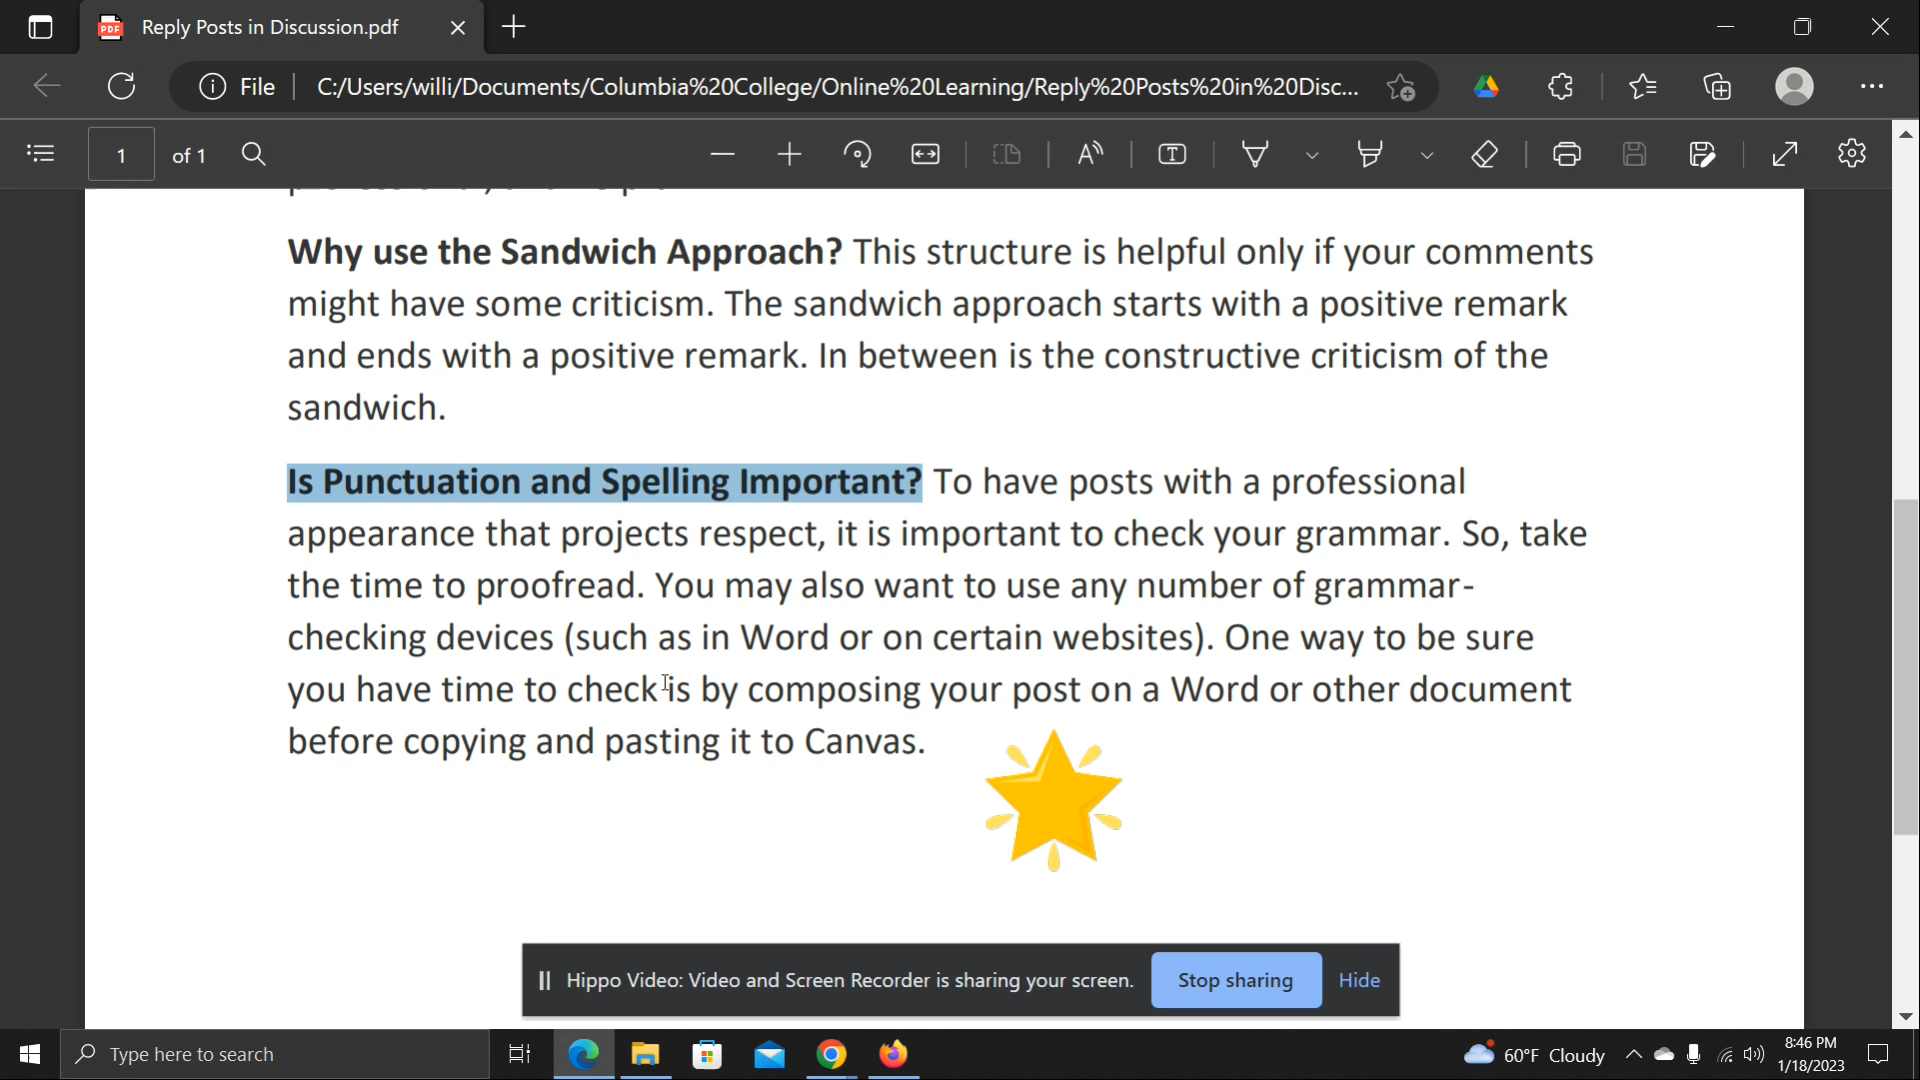 Reply Posts in Discussion.pdf
File
C:/Users/willi/Documents/Columbia%20College/Online%20Learning/Reply%20Posts%20in%20Disc...
1 of 1
Why use the Sandwich Approach? This structure is helpful only if your comments
might have some criticism. The sandwich approach starts with a positive remark
and ends with a positive remark. In between is the constructive criticism of the
sandwich.
Is Punctuation and Spelling Important? To have posts with a professional
appearance that projects respect, it is important to check your grammar. So, take
the time to proofread. You may also want to use any number of grammar-
checking devices (such as in Word or on certain websites). One way to be sure
you have time to check is by composing your post on a Word or other document
before copying and pasting it to Canvas.
Hippo Video: Video and Screen Recorder is sharing your screen. Stop sharing Hide
Type here to search
60°F Cloudy
8:46 PM
1/18/2023